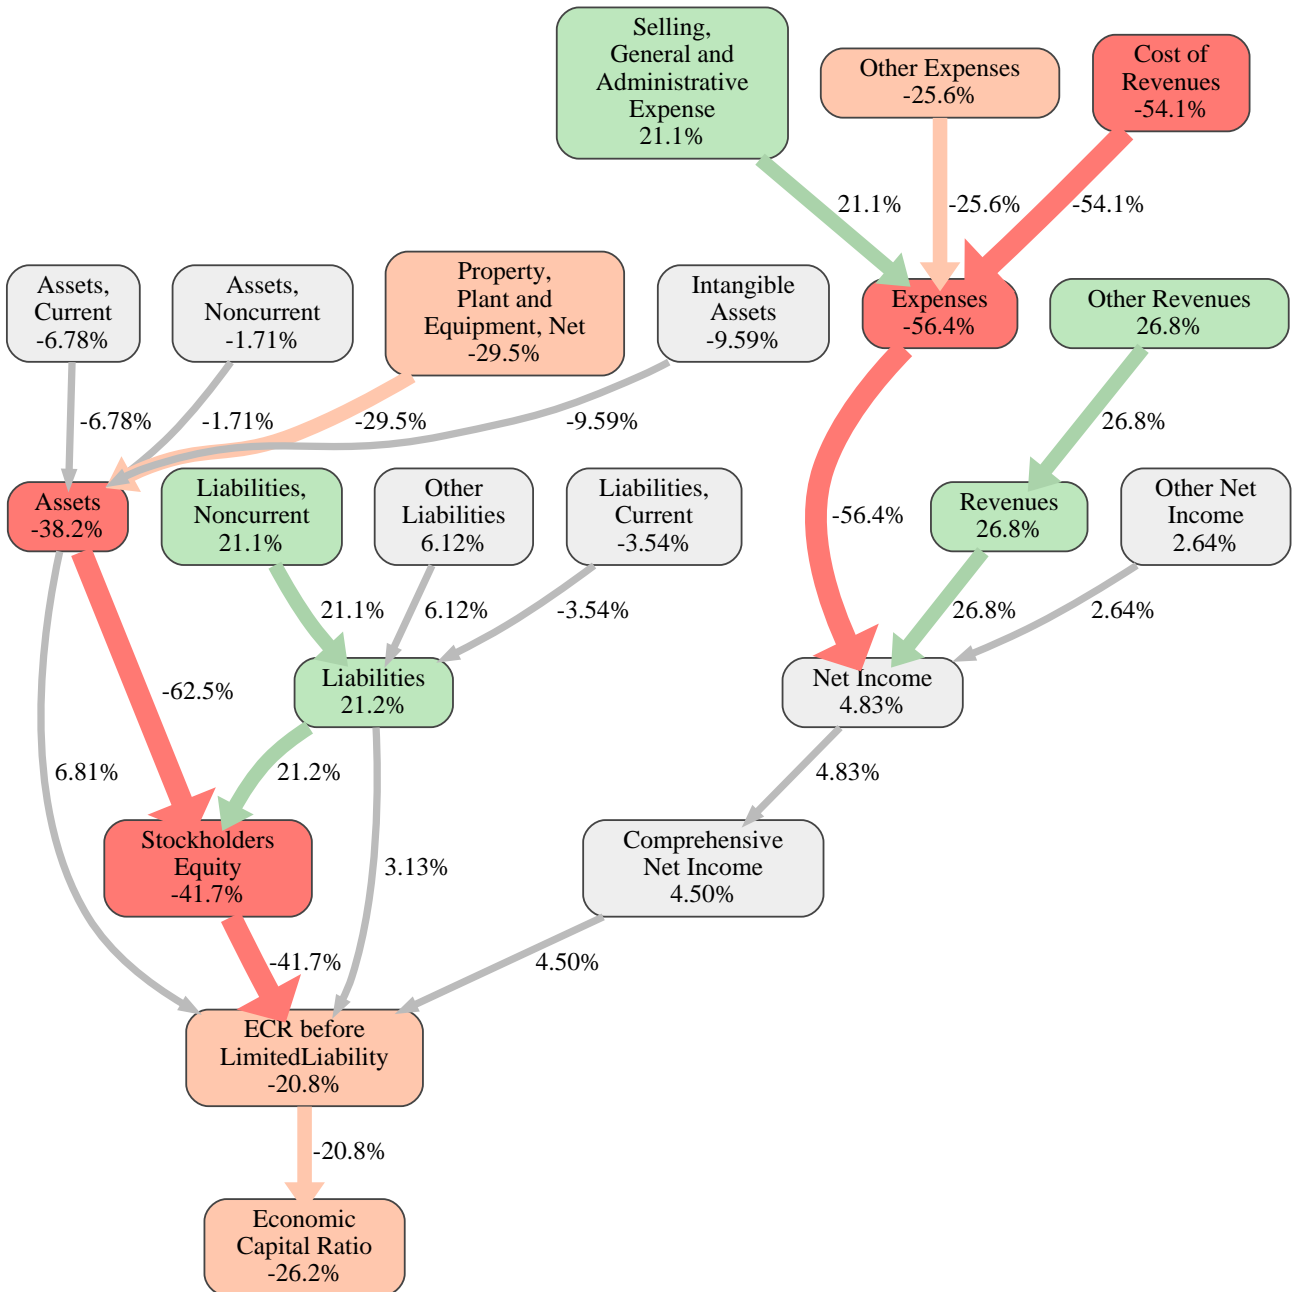 Selling,
General and
Administrative
Expense
21.1%
Other Expenses
-25.6%
Cost of
Revenues
-54.1%
21.1%
-25.6%
-54.1%
Assets,
Current
-6.78%
Assets,
Noncurrent
-1.71%
Property,
Plant and
Equipment, Net
-29.5%
Intangible
Assets
-9.59%
Expenses
-56.4%
Other Revenues
26.8%
-6.78%
-1.71%
-29.5%
-9.59%
26.8%
Assets
-38.2%
Liabilities,
Noncurrent
21.1%
Other
Liabilities
6.12%
Liabilities,
Current
-3.54%
-56.4%
Revenues
26.8%
Other Net
Income
2.64%
21.1%
6.12%
-3.54%
26.8%
2.64%
-62.5%
Liabilities
21.2%
Net Income
4.83%
6.81%
21.2%
4.83%
Stockholders
Equity
-41.7%
3.13%
Comprehensive
Net Income
4.50%
-41.7%
4.50%
ECR before
LimitedLiability
-20.8%
-20.8%
Economic
Capital Ratio
-26.2%